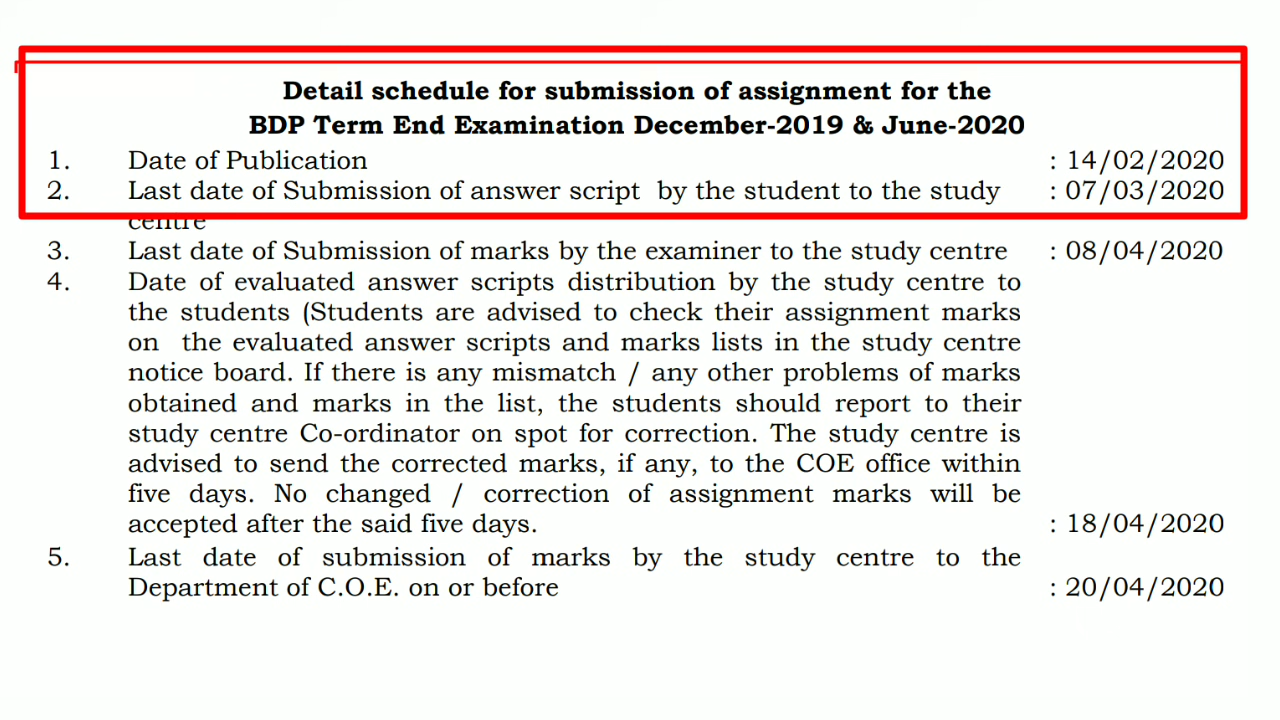 Detail schedule for submission of assignment for the
BDP Term End Examination December-2019 & June-2020
1. Date of Publication : 14/02/2020
2. Last date of Submission of answer script by the student to the study : 07/03/2020
centre
3. Last date of Submission of marks by the examiner to the study centre : 08/04/2020
4. Date of evaluated answer scripts distribution by the study centre to
the students (Students are advised to check their assignment marks
on the evaluated answer scripts and marks lists in the study centre
notice board. If there is any mismatch / any other problems of marks
obtained and marks in the list, the students should report to their
study centre Co-ordinator on spot for correction. The study centre is
advised to send the corrected marks, if any, to the COE office within
five days. No changed / correction of assignment marks will be
accepted after the said five days. : 18/04/2020
5. Last date of submission of marks by the study centre to the
Department of C.O.E. on or before : 20/04/2020